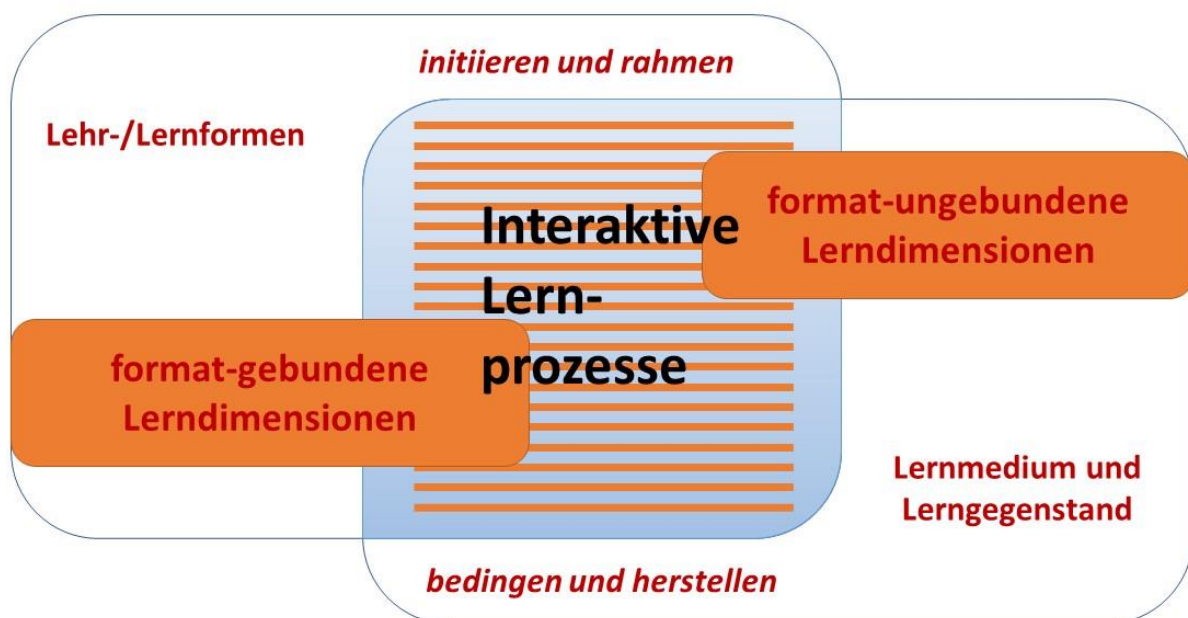 initiieren und rahmen
Lehr-/Lernformen
format-ungebundene
Lerndimensionen
Interaktive
Lern-
prozesse
format-gebundene
Lerndimensionen
Lernmedium und
Lerngegenstand
bedingen und herstellen